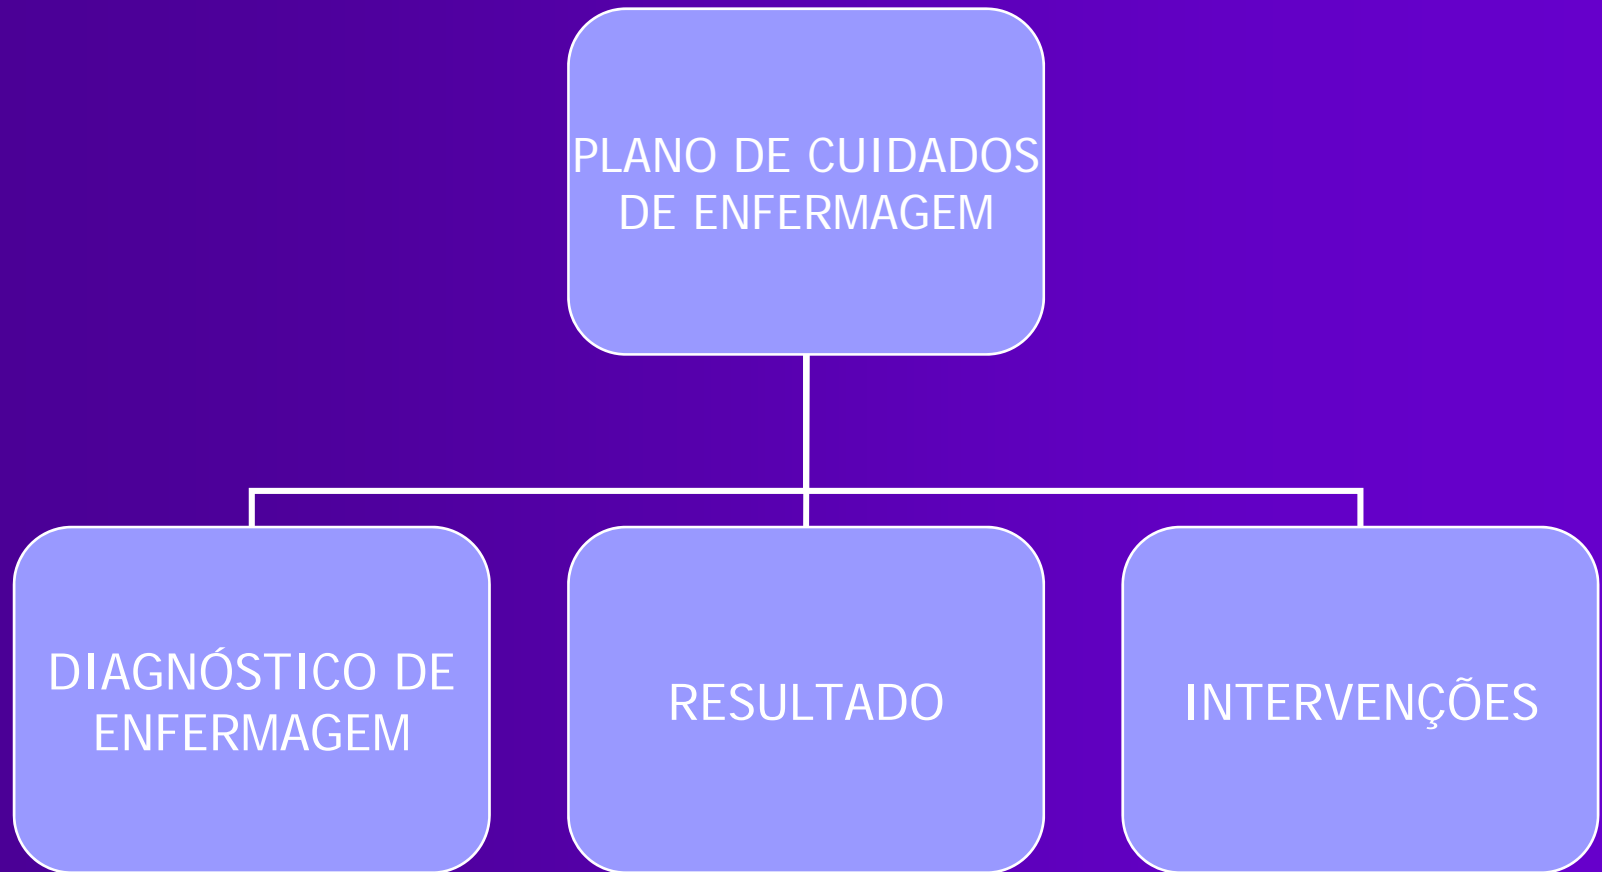 PLANO DE CUIDADOS
DE ENFERMAGEM
DIAGNÓSTICO DE
ENFERMAGEM
RESULTADO
INTERVENÇÕES